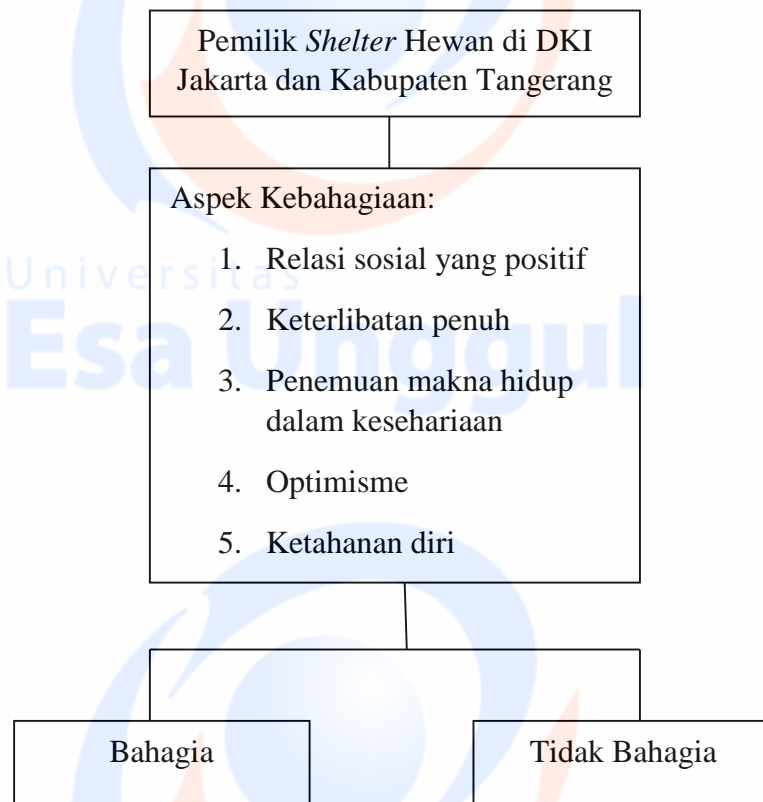 Pemilik Shelter Hewan di DKI
Jakarta dan Kabupaten Tangerang
Aspek Kebahagiaan:
1. Relasi sosial yang positif
Universitas
2. Keterlibatan penuh
Esa Unggul
3. Penemuan makna hidup
dalam kesehariaan
4. Optimisme
5. Ketahanan diri
Bahagia
Tidak Bahagia